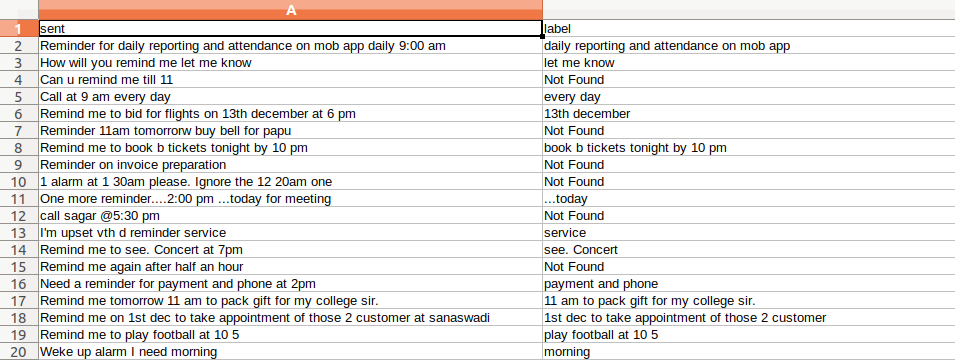 A
1 sent label
2 Reminder for daily reporting and attendance on mob app daily 9:00 am daily reporting and attendance on mob app
3 How will you remind me let me know let me know
4 Can u remind me till 11 Not Found
5 Call at 9 am every day every day
6 Remind me to bid for flights on 13th december at 6 pm 13th december
7 Reminder 11am tomorrorw buy bell for papu Not Found
8 Remind me to book b tickets tonight by 10 pm book b tickets tonight by 10 pm
9 Reminder on invoice preparation Not Found
10 1 alarm at 1 30am please. Ignore the 12 20am one Not Found
11 One more reminder....2:00 pm ...today for meeting ...today
12 call sagar @5:30 pm Not Found
13 I'm upset vth d reminder service service
14 Remind me to see. Concert at 7pm see. Concert
15 Remind me again after half an hour Not Found
16 Need a reminder for payment and phone at 2pm payment and phone
17 Remind me tomorrow 11 am to pack gift for my college sir. 11 am to pack gift for my college sir.
18 Remind me on 1st dec to take appointment of those 2 customer at sanaswadi 1st dec to take appointment of those 2 customer
19 Remind me to play football at 10 5 play football at 10 5
20 Weke up alarm I need morning morning